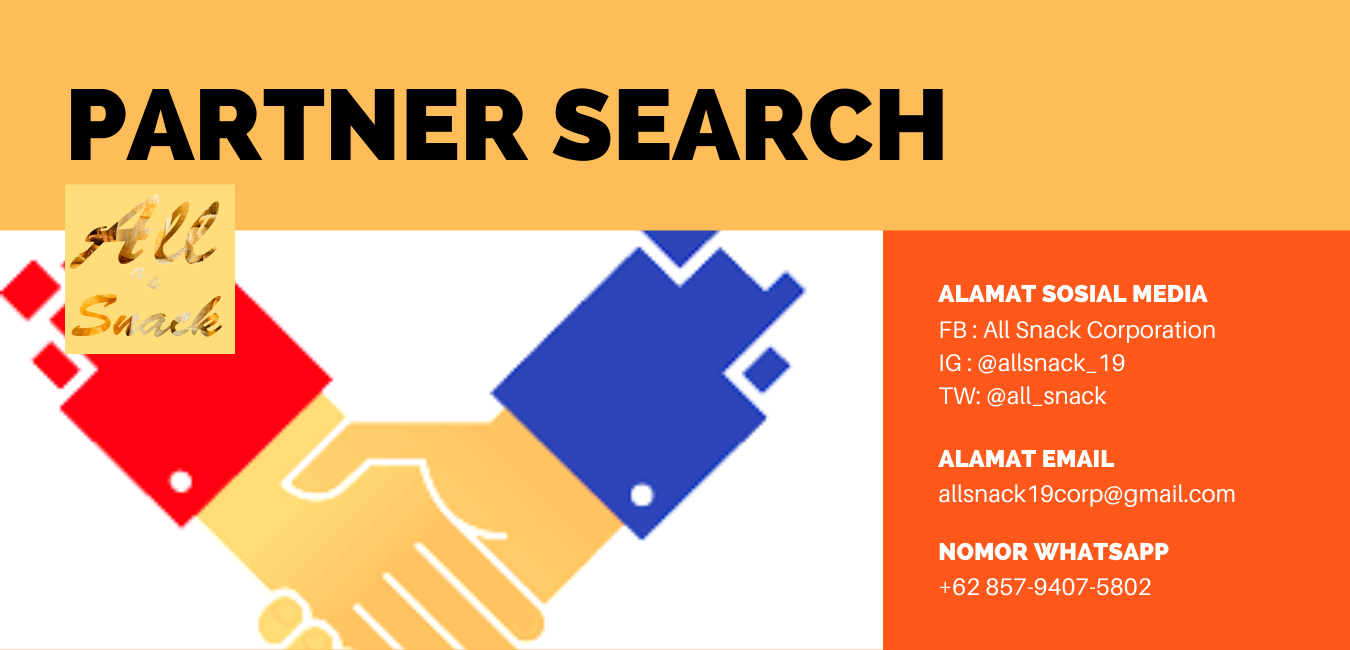 PARTNER SEARCH
All
's
Snack
ALAMAT SOSIAL MEDIA
FB : All Snack Corporation
IG : @allsnack_19
TW: @all_snack
ALAMAT EMAIL
allsnack19corp@gmail.com
NOMOR WHATSAPP
+62 857-9407-5802